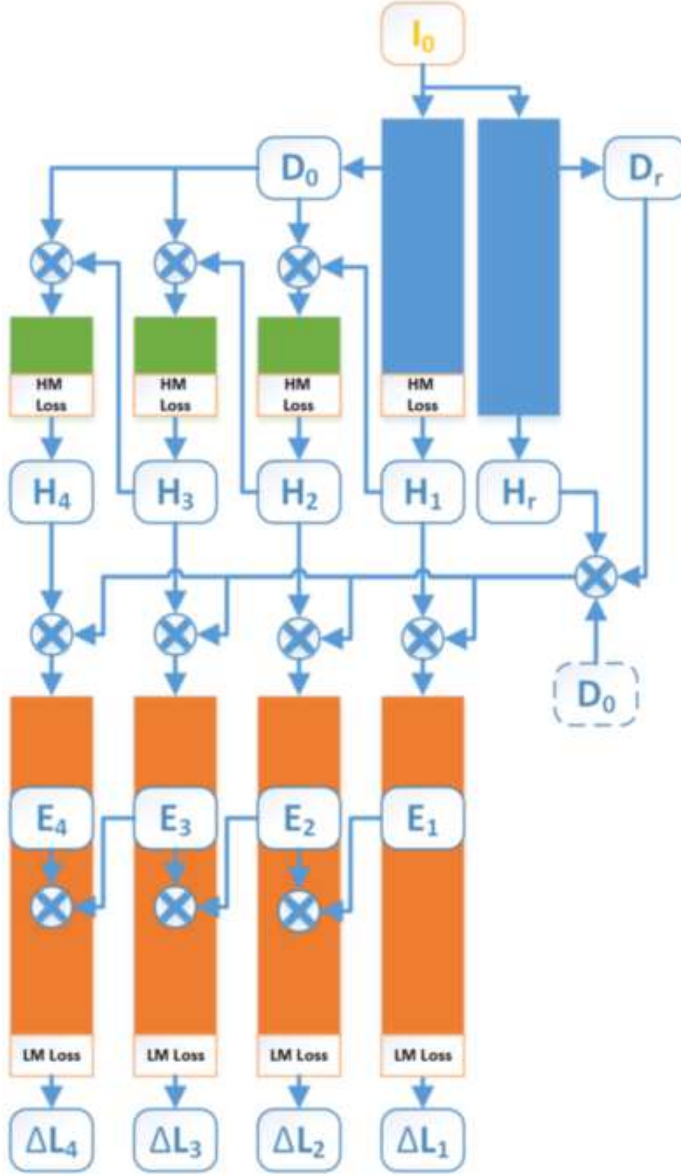 I₀
D₀
Dᵣ
HM
Loss
HM
Loss
HM
Loss
HM
Loss
H₄
H₃
H₂
H₁
Hᵣ
D₀
E₄
E₃
E₂
E₁
LM Loss
LM Loss
LM Loss
LM Loss
ΔL₄
ΔL₃
ΔL₂
ΔL₁